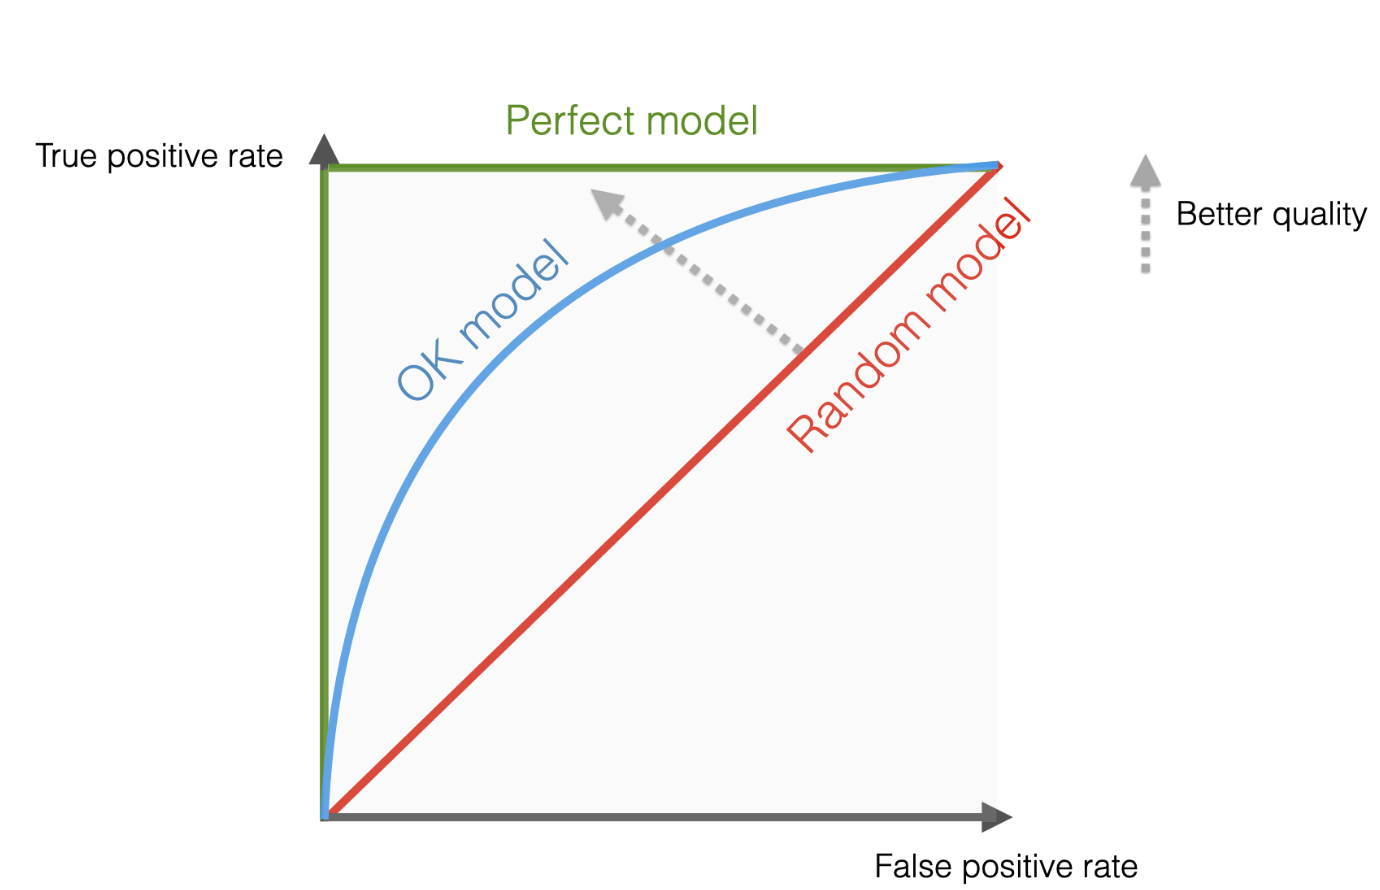 Perfect model
True positive rate
Better quality
OK model
Random model
False positive rate